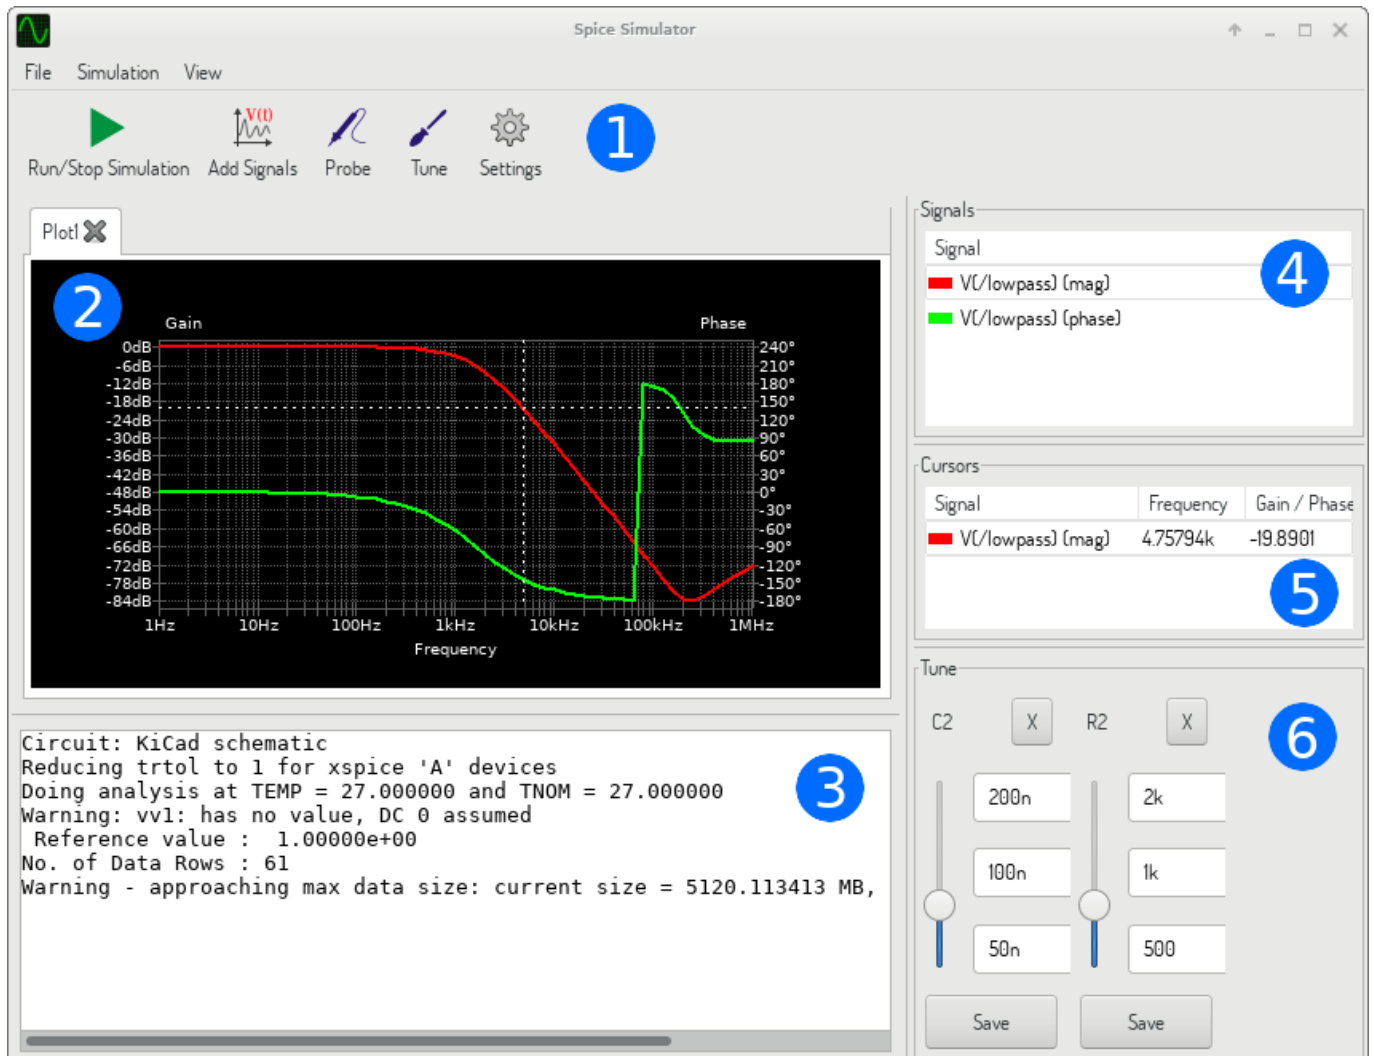 Spice Simulator
File Simulation View
V(t)
Run/Stop Simulation Add Signals Probe Tune Settings
1
Plot1
2
Gain Phase
0dB 240°
-6dB 210°
-12dB 180°
-18dB 150°
-24dB 120°
-30dB 90°
-36dB 60°
-42dB 30°
-48dB 0°
-54dB -30°
-60dB -60°
-66dB -90°
-72dB -120°
-78dB -150°
-84dB -180°
1Hz 10Hz 100Hz 1kHz 10kHz 100kHz 1MHz
Frequency
Circuit: KiCad schematic
Reducing trtol to 1 for xspice 'A' devices
Doing analysis at TEMP = 27.000000 and TNOM = 27.000000
Warning: vv1: has no value, DC 0 assumed
Reference value : 1.00000e+00
No. of Data Rows : 61
Warning - approaching max data size: current size = 5120.113413 MB,
3
Signals
Signal
4
V(/lowpass) (mag)
V(/lowpass) (phase)
Cursors
Signal Frequency Gain / Phase
V(/lowpass) (mag) 4.75794k -19.8901
5
Tune
C2 X R2 X
6
200n 2k
100n 1k
50n 500
Save Save